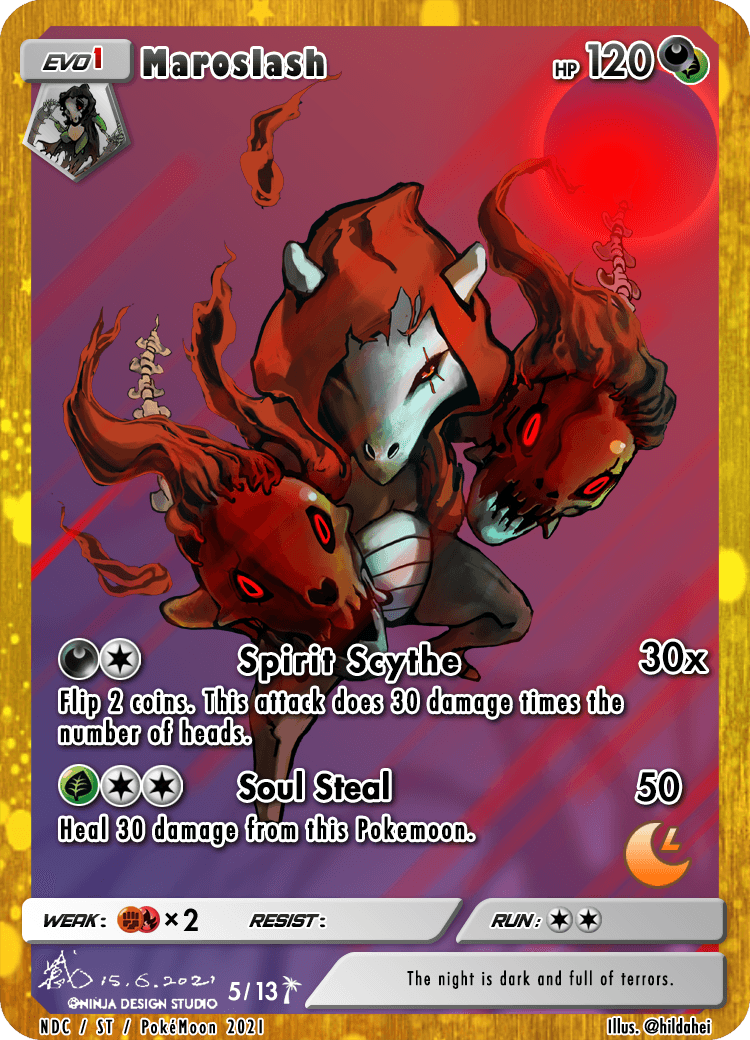 EVO1 Maroslash HP 120
Spirit Scythe 30x
Flip 2 coins. This attack does 30 damage times the
number of heads.
Soul Steal 50
Heal 30 damage from this Pokemoon.
L
WEAK: × 2 RESIST: RUN:
15.6.2021
©NINJA DESIGN STUDIO 5/13
The night is dark and full of terrors.
NDC / ST / PokéMoon 2021 Illus. @hildahei